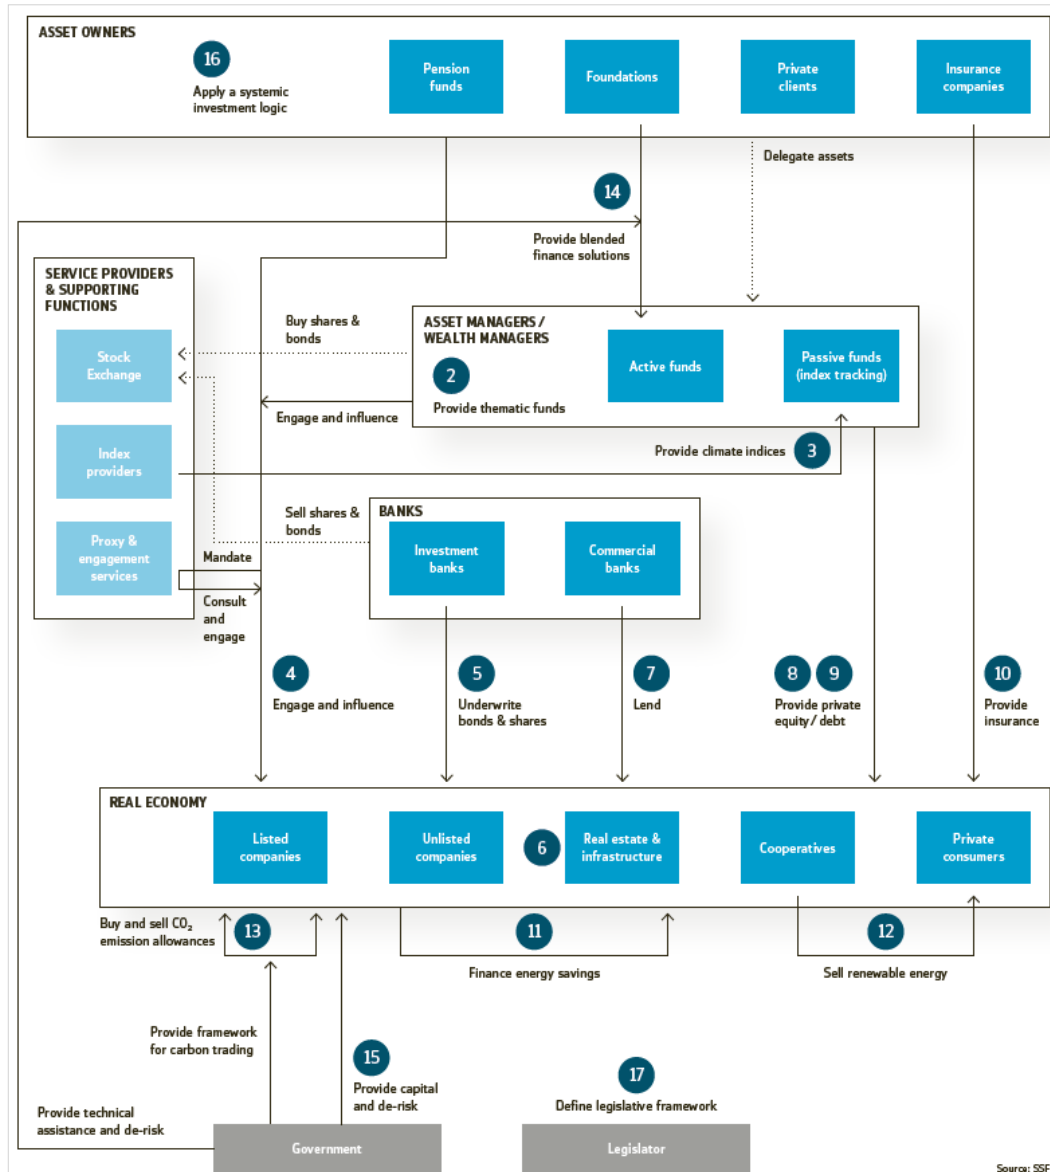 ASSET OWNERS
16
Apply a systemic
investment logic
Pension
funds
Foundations
Private
clients
Insurance
companies
Delegate assets
14
Provide blended
finance solutions
SERVICE PROVIDERS
& SUPPORTING
FUNCTIONS
Stock
Exchange
Index
providers
Proxy &
engagement
services
Buy shares &
bonds
Engage and influence
ASSET MANAGERS /
WEALTH MANAGERS
2
Provide thematic funds
Active funds
Passive funds
(index tracking)
Provide climate indices
3
Sell shares &
bonds
BANKS
Investment
banks
Commercial
banks
Mandate
Consult
and
engage
4
Engage and influence
5
Underwrite
bonds & shares
7
Lend
8
9
Provide private
equity / debt
10
Provide
insurance
REAL ECONOMY
Listed
companies
Unlisted
companies
6
Real estate &
infrastructure
Cooperatives
Private
consumers
Buy and sell CO₂
emission allowances
13
11
Finance energy savings
12
Sell renewable energy
Provide framework
for carbon trading
15
Provide capital
and de-risk
17
Define legislative framework
Provide technical
assistance and de-risk
Government
Legislator
Source: SSF